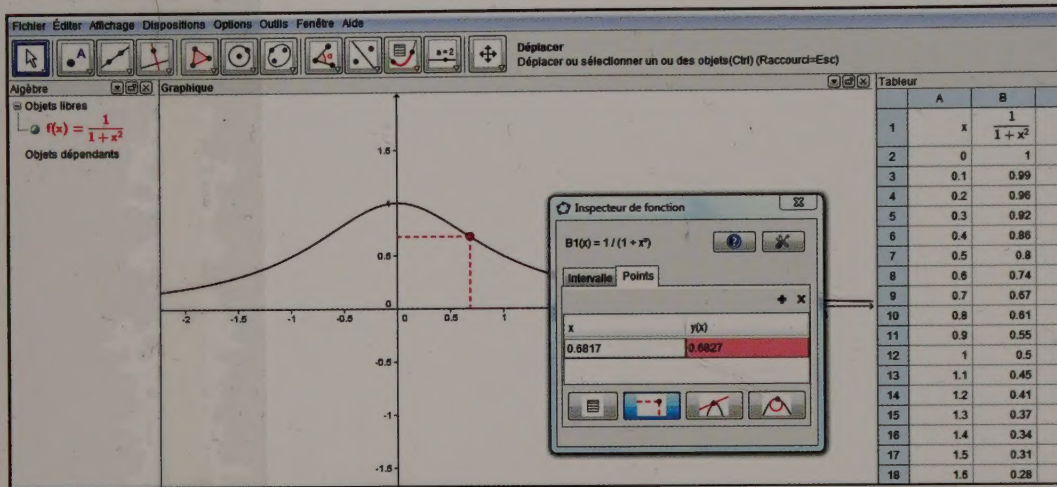 Fichier Éditer Affichage Dispositions Options Outils Fenêtre Aide
A
α
a=2
Déplacer
Déplacer ou sélectionner un ou des objets(Ctrl) (Raccourci=Esc)
Algèbre
Objets libres
f(x) = 1 / (1 + x²)
Objets dépendants
Graphique
1.5
1
0.5
0
-2 -1.5 -1 -0.5 0 0.5 1
-0.5
-1
-1.5
Inspecteur de fonction
B1(x) = 1 / (1 + x²)
Intervalle Points
x y(x)
0.6817 0.6827
Tableur
A B
1 x 1 / (1 + x²)
2 0 1
3 0.1 0.99
4 0.2 0.96
5 0.3 0.92
6 0.4 0.86
7 0.5 0.8
8 0.6 0.74
9 0.7 0.67
10 0.8 0.61
11 0.9 0.55
12 1 0.5
13 1.1 0.45
14 1.2 0.41
15 1.3 0.37
16 1.4 0.34
17 1.5 0.31
18 1.6 0.28